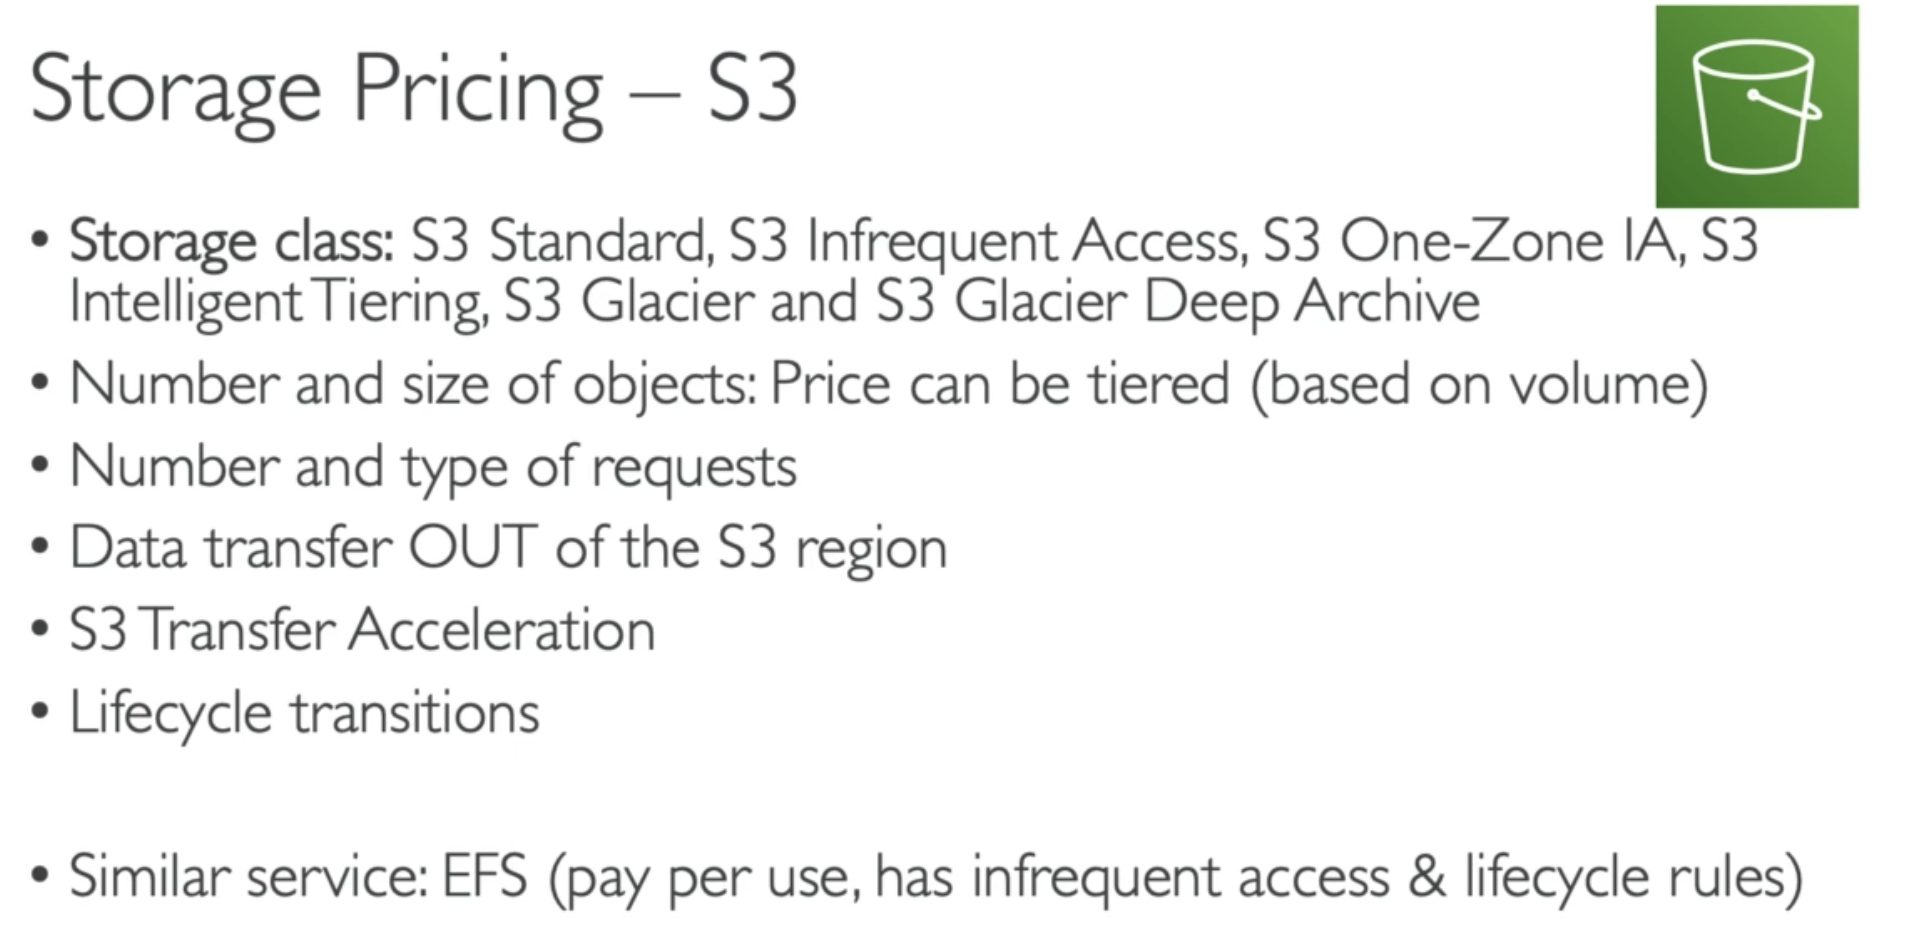 Storage Pricing – S3
• Storage class: S3 Standard, S3 Infrequent Access, S3 One-Zone IA, S3
Intelligent Tiering, S3 Glacier and S3 Glacier Deep Archive
• Number and size of objects: Price can be tiered (based on volume)
• Number and type of requests
• Data transfer OUT of the S3 region
• S3 Transfer Acceleration
• Lifecycle transitions
• Similar service: EFS (pay per use, has infrequent access & lifecycle rules)